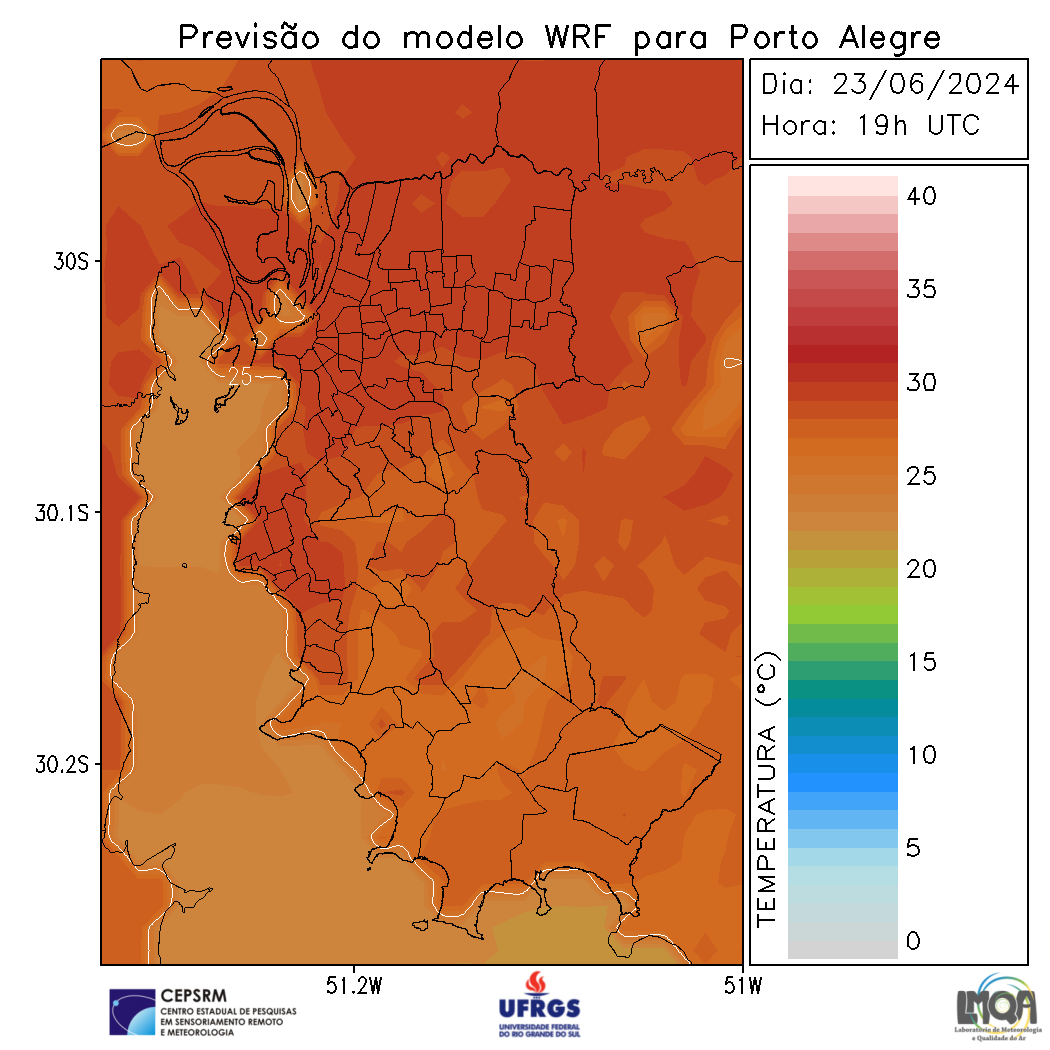 Previsão do modelo WRF para Porto Alegre
Dia: 23/06/2024
Hora: 19h UTC
30S
30.1S
30.2S
51.2W
51W
25
TEMPERATURA (°C)
40
35
30
25
20
15
10
5
0
CEPSRM
CENTRO ESTADUAL DE PESQUISAS
EM SENSORIAMENTO REMOTO
E METEOROLOGIA
UFRGS
UNIVERSIDADE FEDERAL
DO RIO GRANDE DO SUL
LMQA
Laboratório de Meteorologia
e Qualidade do Ar